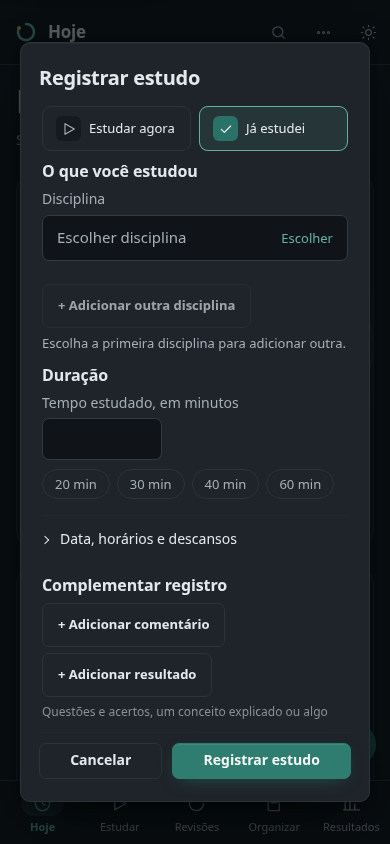 Hoje
Registrar estudo
Estudar agora
Já estudei
O que você estudou
Disciplina
Escolher disciplina
Escolher
+ Adicionar outra disciplina
Escolha a primeira disciplina para adicionar outra.
Duração
Tempo estudado, em minutos
20 min
30 min
40 min
60 min
Data, horários e descansos
Complementar registro
+ Adicionar comentário
+ Adicionar resultado
Questões e acertos, um conceito explicado ou algo
Cancelar
Registrar estudo
Hoje
Estudar
Revisões
Organizar
Resultados